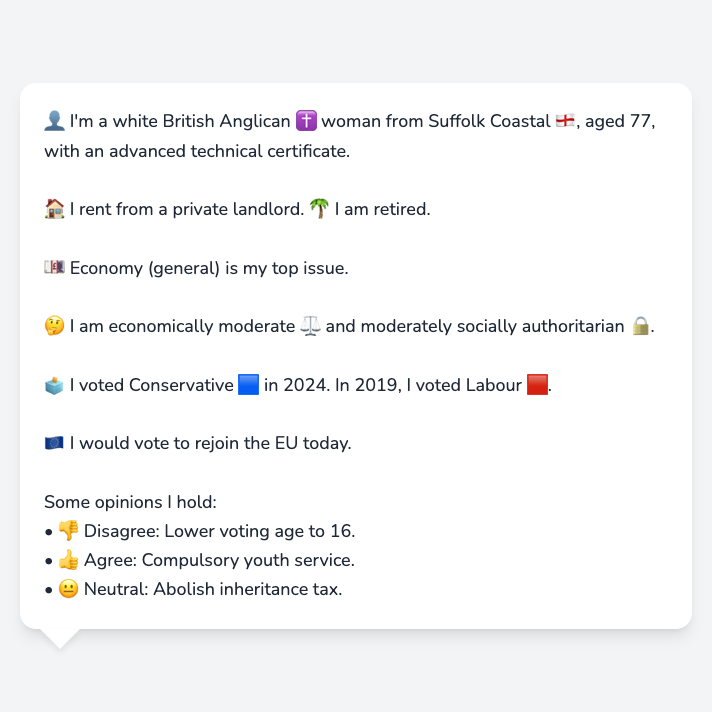 👤 I'm a white British Anglican ✝️ woman from Suffolk Coastal 🏴󠁧󠁢󠁥󠁮󠁧󠁿, aged 77,
with an advanced technical certificate.
🏠 I rent from a private landlord. 🌴 I am retired.
💷 Economy (general) is my top issue.
🤔 I am economically moderate ⚖️ and moderately socially authoritarian 🔒.
🗳️ I voted Conservative 🟦 in 2024. In 2019, I voted Labour 🟥.
🇪🇺 I would vote to rejoin the EU today.
Some opinions I hold:
• 👎 Disagree: Lower voting age to 16.
• 👍 Agree: Compulsory youth service.
• 😐 Neutral: Abolish inheritance tax.